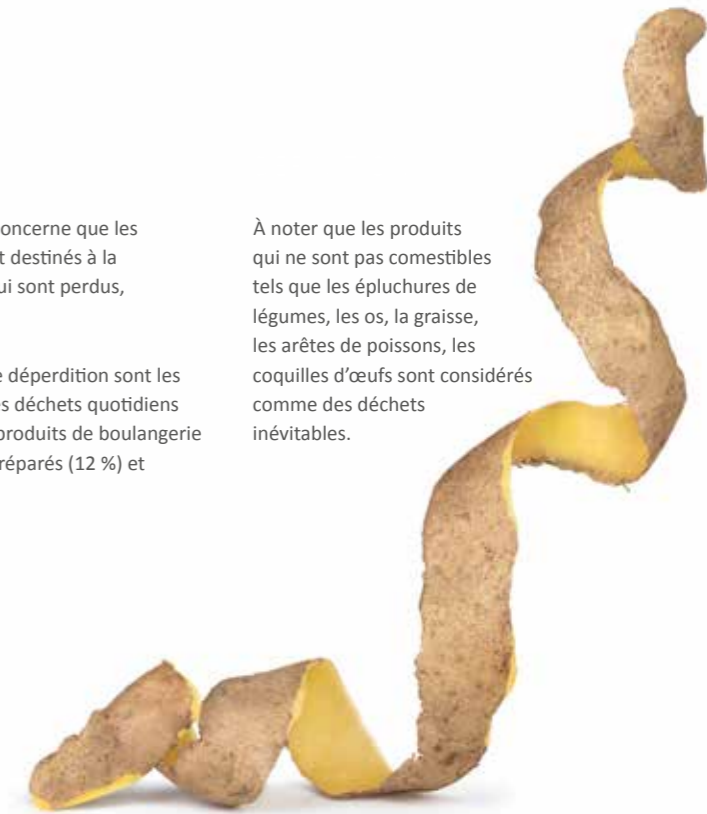 oncerne que les
t destinés à la
ui sont perdus,
e déperdition sont les
es déchets quotidiens
produits de boulangerie
réparés (12 %) et
À noter que les produits
qui ne sont pas comestibles
tels que les épluchures de
légumes, les os, la graisse,
les arêtes de poissons, les
coquilles d’œufs sont considérés
comme des déchets
inévitables.